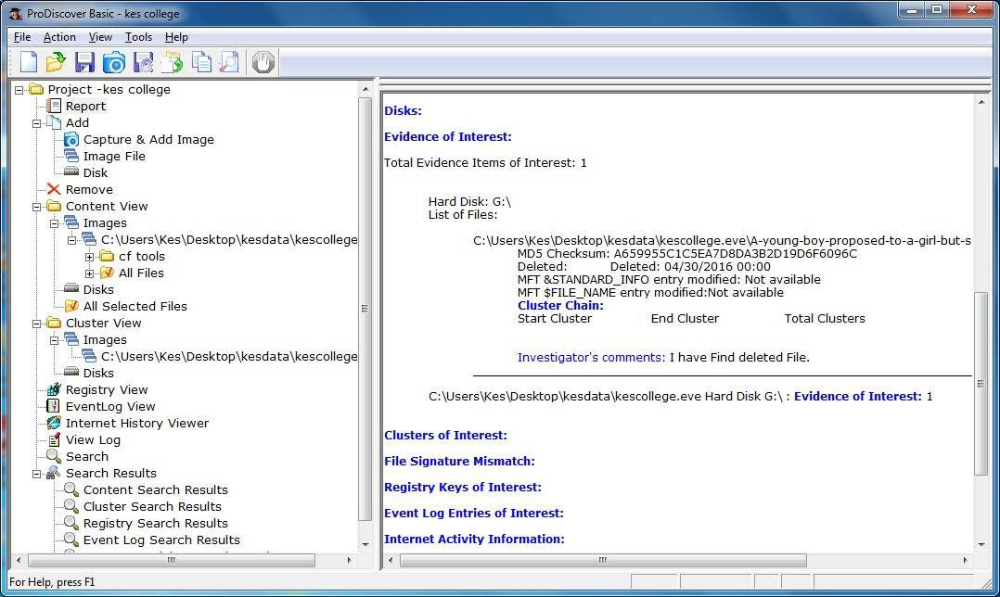 ProDiscover Basic - kes college
File Action View Tools Help
Project -kes college
Report
Add
Capture & Add Image
Image File
Disk
Remove
Content View
Images
C:\Users\Kes\Desktop\kesdata\kescollege
cf tools
All Files
Disks
All Selected Files
Cluster View
Images
C:\Users\Kes\Desktop\kesdata\kescollege
Disks
Registry View
EventLog View
Internet History Viewer
View Log
Search
Search Results
Content Search Results
Cluster Search Results
Registry Search Results
Event Log Search Results
Disks:
Evidence of Interest:
Total Evidence Items of Interest: 1
Hard Disk: G:\
List of Files:
C:\Users\Kes\Desktop\kesdata\kescollege.eve\A-young-boy-proposed-to-a-girl-but-s
MD5 Checksum: A659955C1C5EA7D8DA3B2D19D6F6096C
Deleted: Deleted: 04/30/2016 00:00
MFT &STANDARD_INFO entry modified: Not available
MFT $FILE_NAME entry modified:Not available
Cluster Chain:
Start Cluster End Cluster Total Clusters
Investigator's comments: I have Find deleted File.
C:\Users\Kes\Desktop\kesdata\kescollege.eve Hard Disk G:\ : Evidence of Interest: 1
Clusters of Interest:
File Signature Mismatch:
Registry Keys of Interest:
Event Log Entries of Interest:
Internet Activity Information:
For Help, press F1